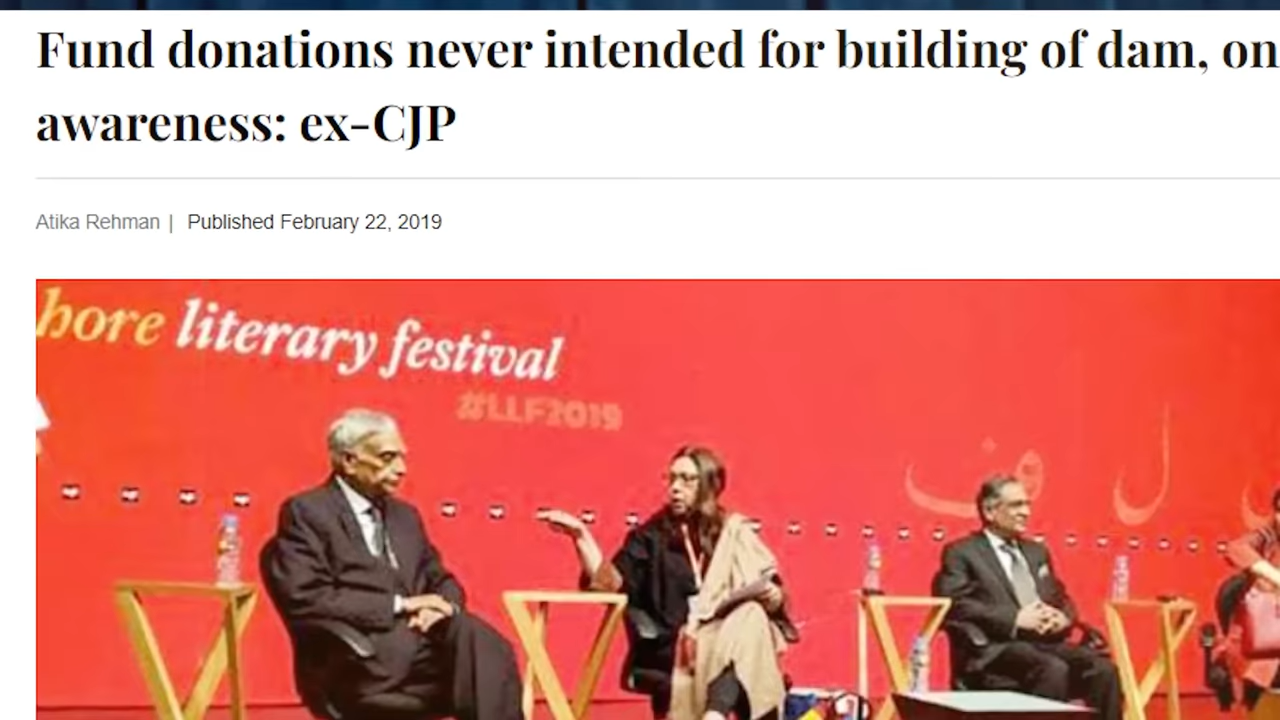 Fund donations never intended for building of dam, on
awareness: ex-CJP
Atika Rehman | Published February 22, 2019
hore literary festival
#LLF2019
ف ل